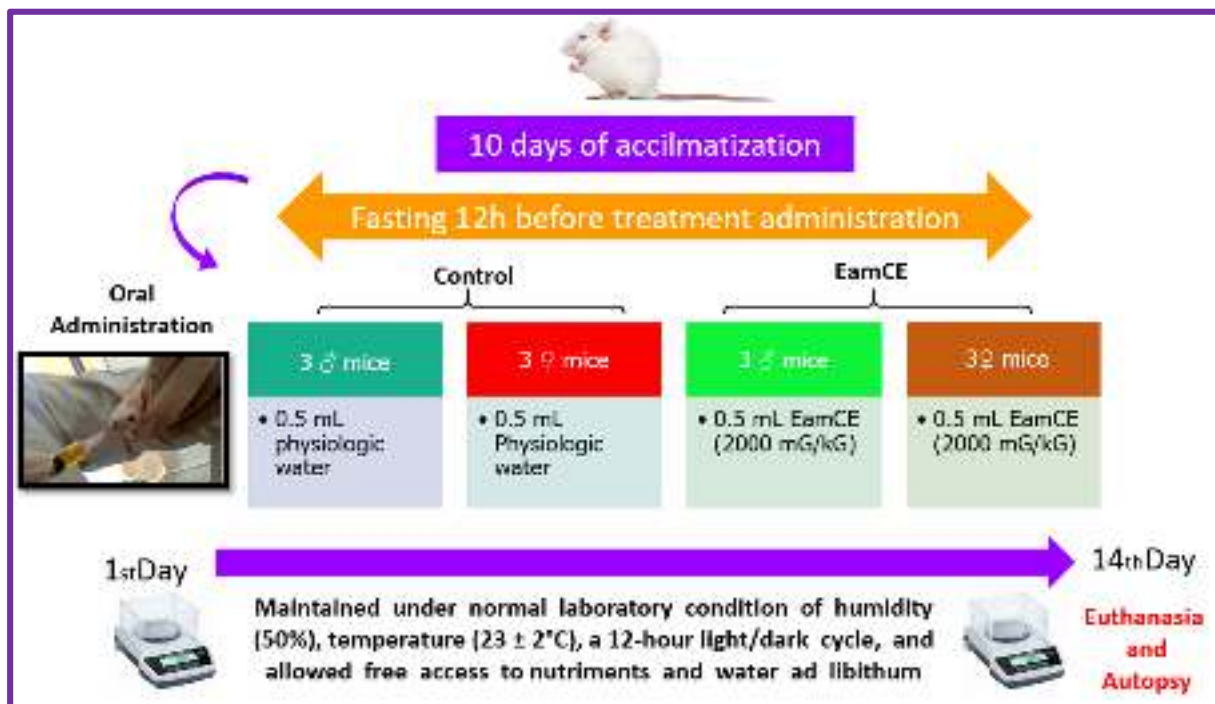 10 days of accilmatization
Fasting 12h before treatment administration
Oral
Administration
Control
EamCE
3 ♂ mice
3 ♀ mice
3 ♂ mice
3♀ mice
• 0.5 mL
physiologic
water
• 0.5 mL
Physiologic
water
• 0.5 mL EamCE
(2000 mG/kG)
• 0.5 mL EamCE
(2000 mG/kG)
1stDay
14thDay
Maintained under normal laboratory condition of humidity
(50%), temperature (23 ± 2°C), a 12-hour light/dark cycle, and
allowed free access to nutriments and water ad libithum
Euthanasia
and
Autopsy